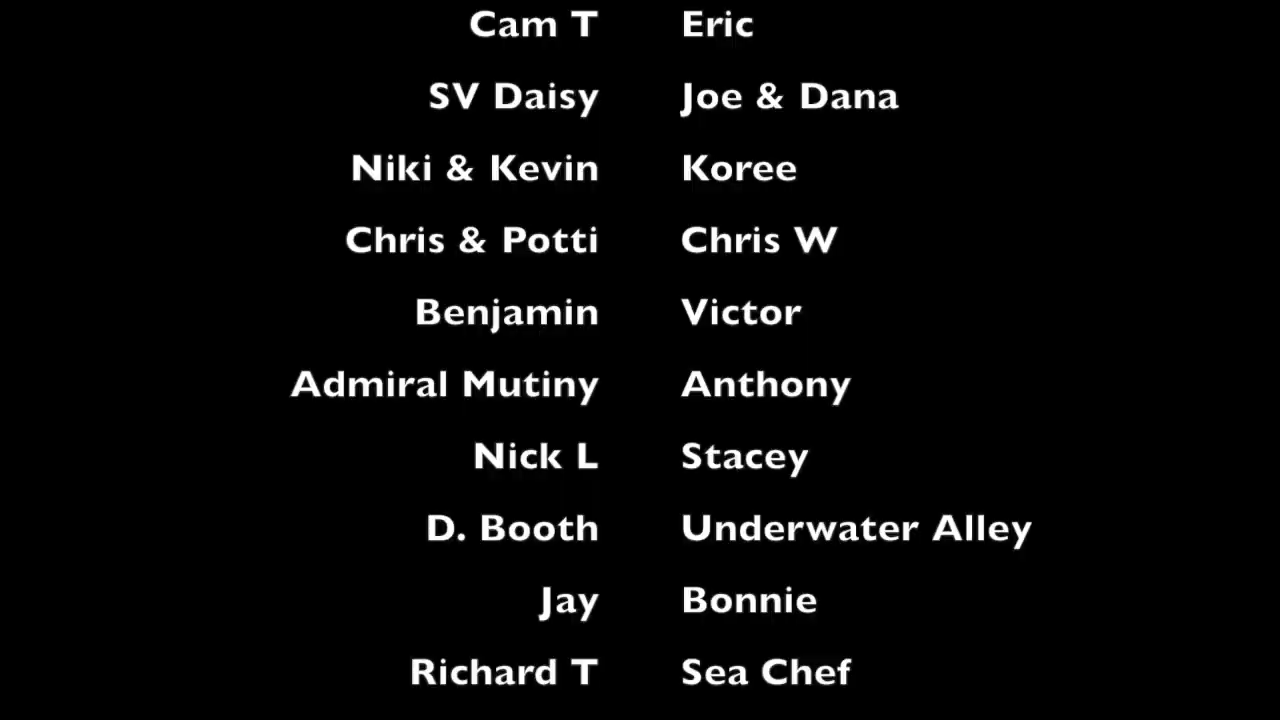 Cam T Eric
SV Daisy Joe & Dana
Niki & Kevin Koree
Chris & Potti Chris W
Benjamin Victor
Admiral Mutiny Anthony
Nick L Stacey
D. Booth Underwater Alley
Jay Bonnie
Richard T Sea Chef